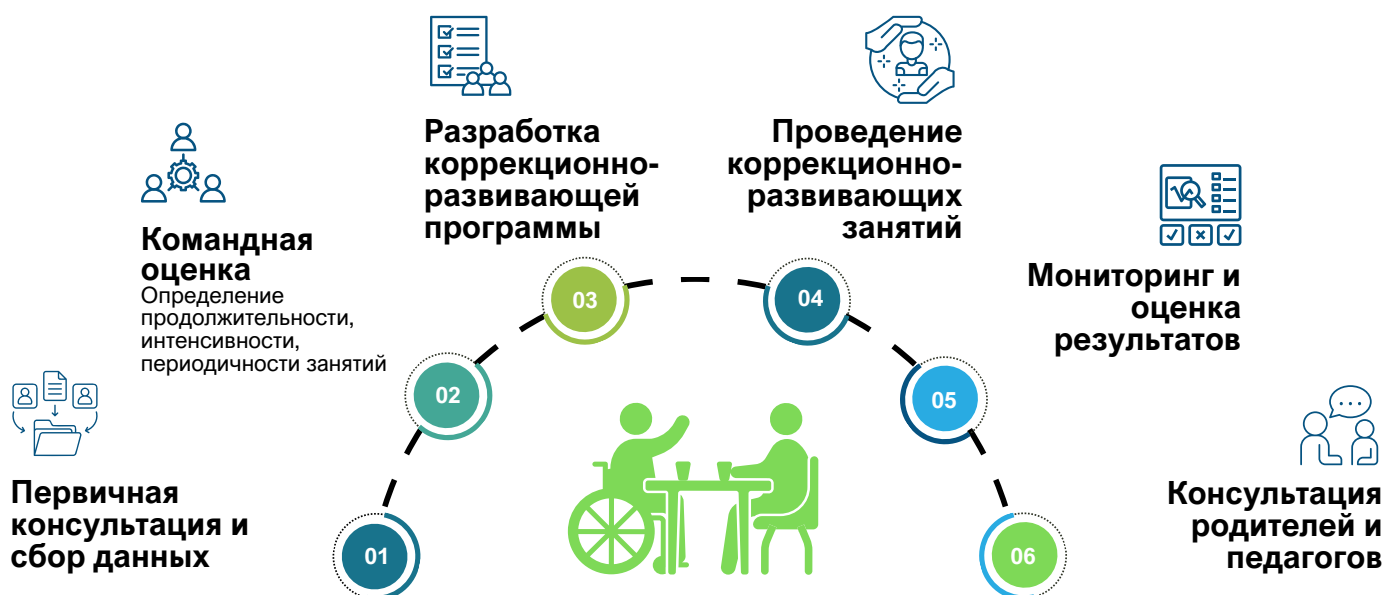 01
Первичная
консультация и
сбор данных
02
Командная
оценка
Определение
продолжительности,
интенсивности,
периодичности занятий
03
Разработка
коррекционно-
развивающей
программы
04
Проведение
коррекционно-
развивающих
занятий
05
Мониторинг и
оценка
результатов
06
Консультация
родителей и
педагогов